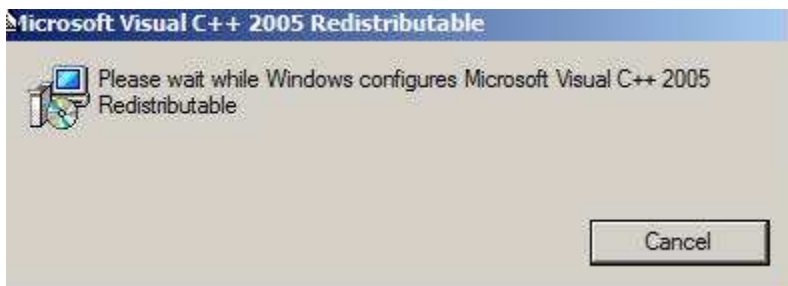 Microsoft Visual C++ 2005 Redistributable
Please wait while Windows configures Microsoft Visual C++ 2005
Redistributable
Cancel